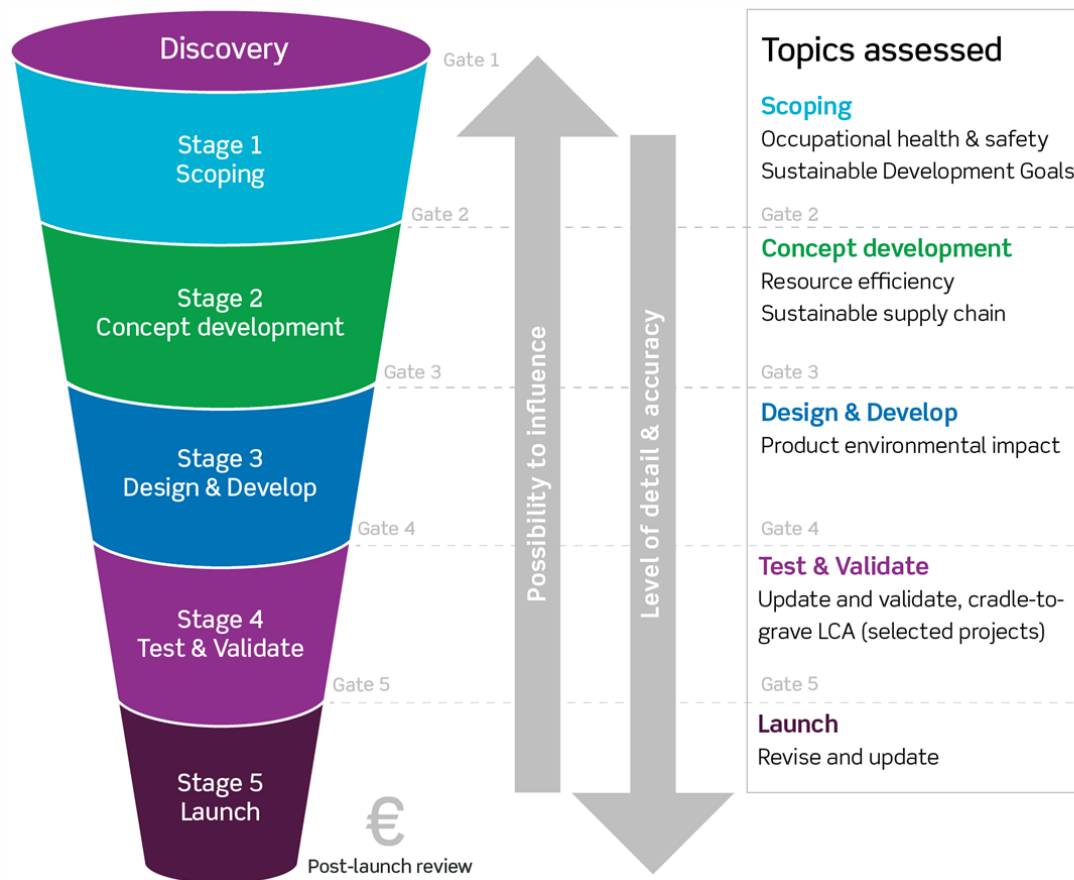 Discovery
Gate 1
Stage 1
Scoping
Gate 2
Stage 2
Concept development
Gate 3
Stage 3
Design & Develop
Gate 4
Stage 4
Test & Validate
Gate 5
Stage 5
Launch
€
Post-launch review
Possibility to influence
Level of detail & accuracy
Topics assessed
Scoping
Occupational health & safety
Sustainable Development Goals
Gate 2
Concept development
Resource efficiency
Sustainable supply chain
Gate 3
Design & Develop
Product environmental impact
Gate 4
Test & Validate
Update and validate, cradle-to-
grave LCA (selected projects)
Gate 5
Launch
Revise and update